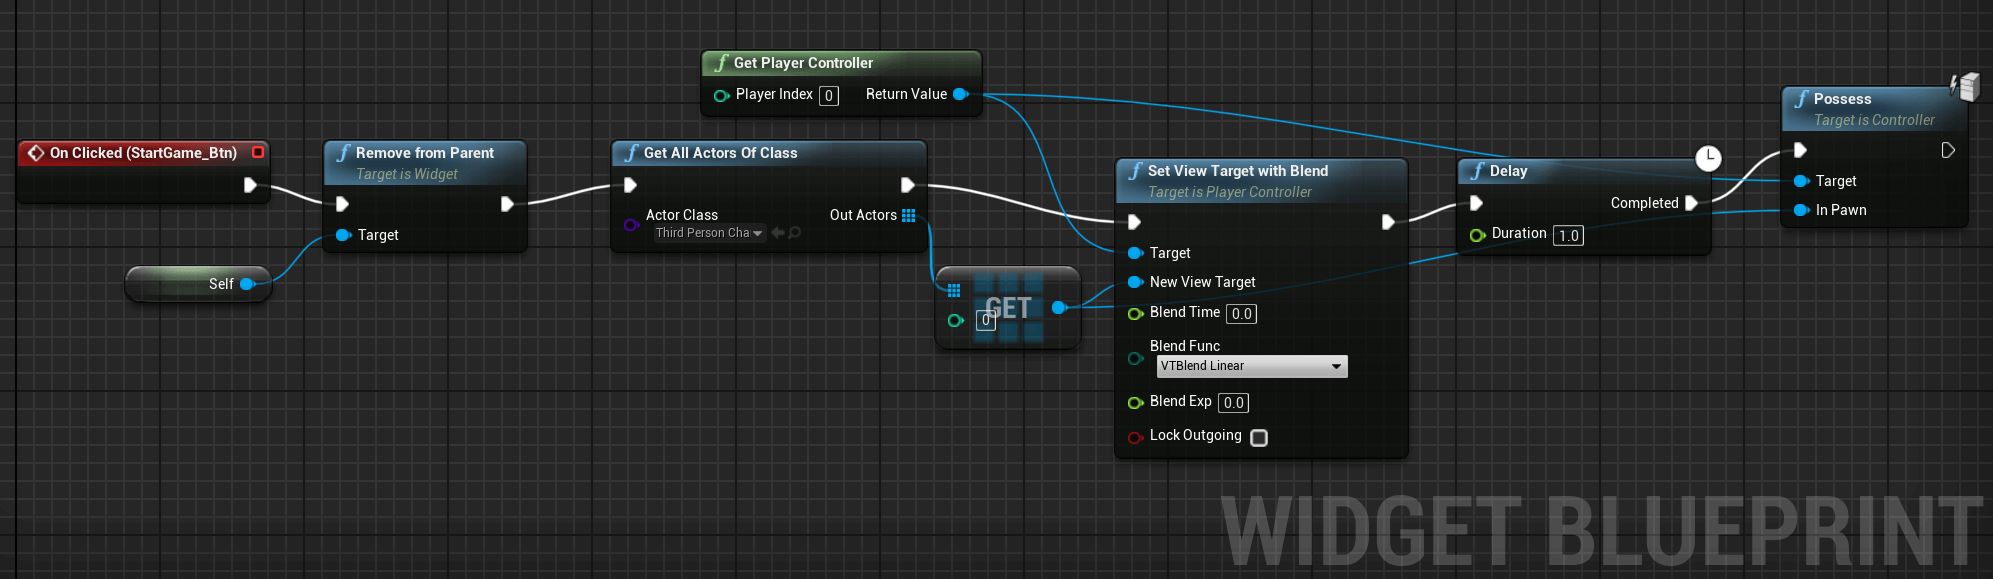 Get Player Controller
Player Index 0 Return Value
On Clicked (StartGame_Btn)
Self
Remove from Parent
Target is Widget
Target
Get All Actors Of Class
Actor Class Out Actors
Third Person Cha
GET
0
Set View Target with Blend
Target is Player Controller
Target
New View Target
Blend Time 0.0
Blend Func
VTBlend Linear
Blend Exp 0.0
Lock Outgoing
Delay
Completed
Duration 1.0
Possess
Target is Controller
Target
In Pawn
WIDGET BLUEPRINT